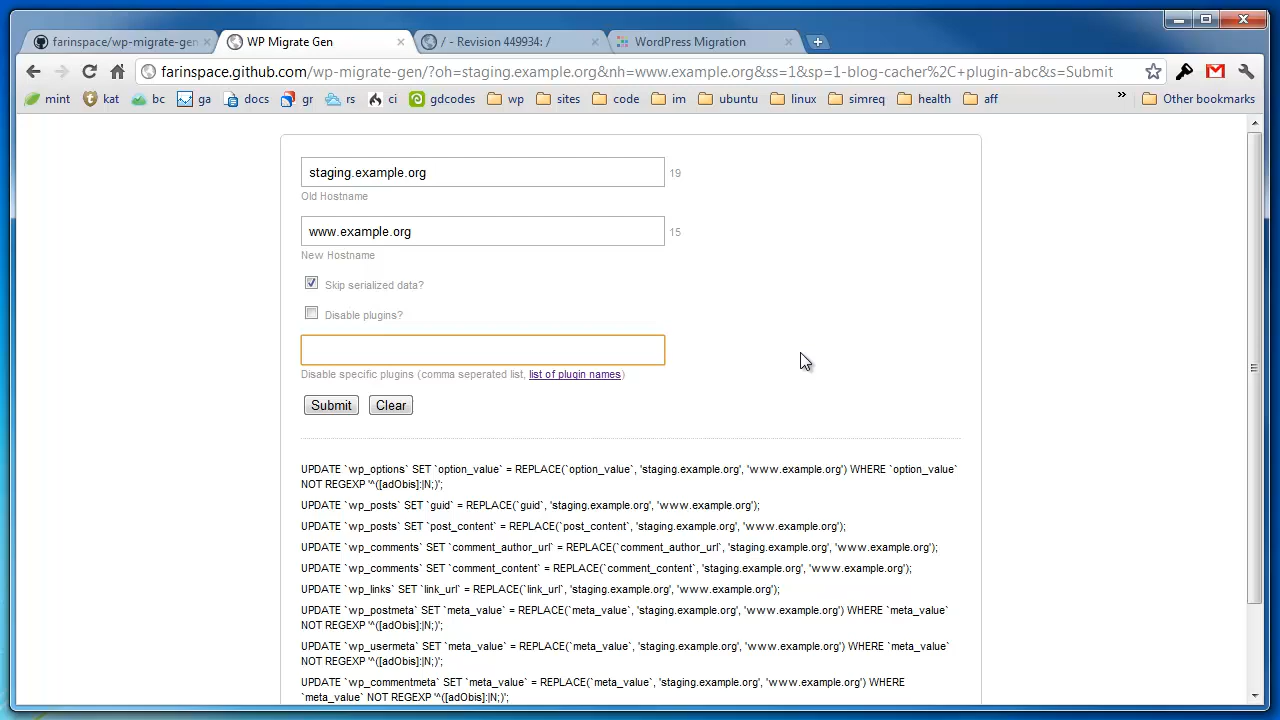 farinspace/wp-migrate-gen
WP Migrate Gen
/ - Revision 449934: /
WordPress Migration
farinspace.github.com/wp-migrate-gen/?oh=staging.example.org&nh=www.example.org&ss=1&sp=1-blog-cacher%2C+plugin-abc&s=Submit
mint kat bc ga docs gr rs ci gdcodes wp sites code im ubuntu linux simreq health aff » Other bookmarks
staging.example.org 19
Old Hostname
www.example.org 15
New Hostname
Skip serialized data?
Disable plugins?
Disable specific plugins (comma seperated list, list of plugin names)
Submit Clear
UPDATE `wp_options` SET `option_value` = REPLACE(`option_value`, 'staging.example.org', 'www.example.org') WHERE `option_value`
NOT REGEXP '^([adObis]:|N;)';
UPDATE `wp_posts` SET `guid` = REPLACE(`guid`, 'staging.example.org', 'www.example.org');
UPDATE `wp_posts` SET `post_content` = REPLACE(`post_content`, 'staging.example.org', 'www.example.org');
UPDATE `wp_comments` SET `comment_author_url` = REPLACE(`comment_author_url`, 'staging.example.org', 'www.example.org');
UPDATE `wp_comments` SET `comment_content` = REPLACE(`comment_content`, 'staging.example.org', 'www.example.org');
UPDATE `wp_links` SET `link_url` = REPLACE(`link_url`, 'staging.example.org', 'www.example.org');
UPDATE `wp_postmeta` SET `meta_value` = REPLACE(`meta_value`, 'staging.example.org', 'www.example.org') WHERE `meta_value`
NOT REGEXP '^([adObis]:|N;)';
UPDATE `wp_usermeta` SET `meta_value` = REPLACE(`meta_value`, 'staging.example.org', 'www.example.org') WHERE `meta_value`
NOT REGEXP '^([adObis]:|N;)';
UPDATE `wp_commentmeta` SET `meta_value` = REPLACE(`meta_value`, 'staging.example.org', 'www.example.org') WHERE
`meta_value` NOT REGEXP '^([adObis]:|N;)';